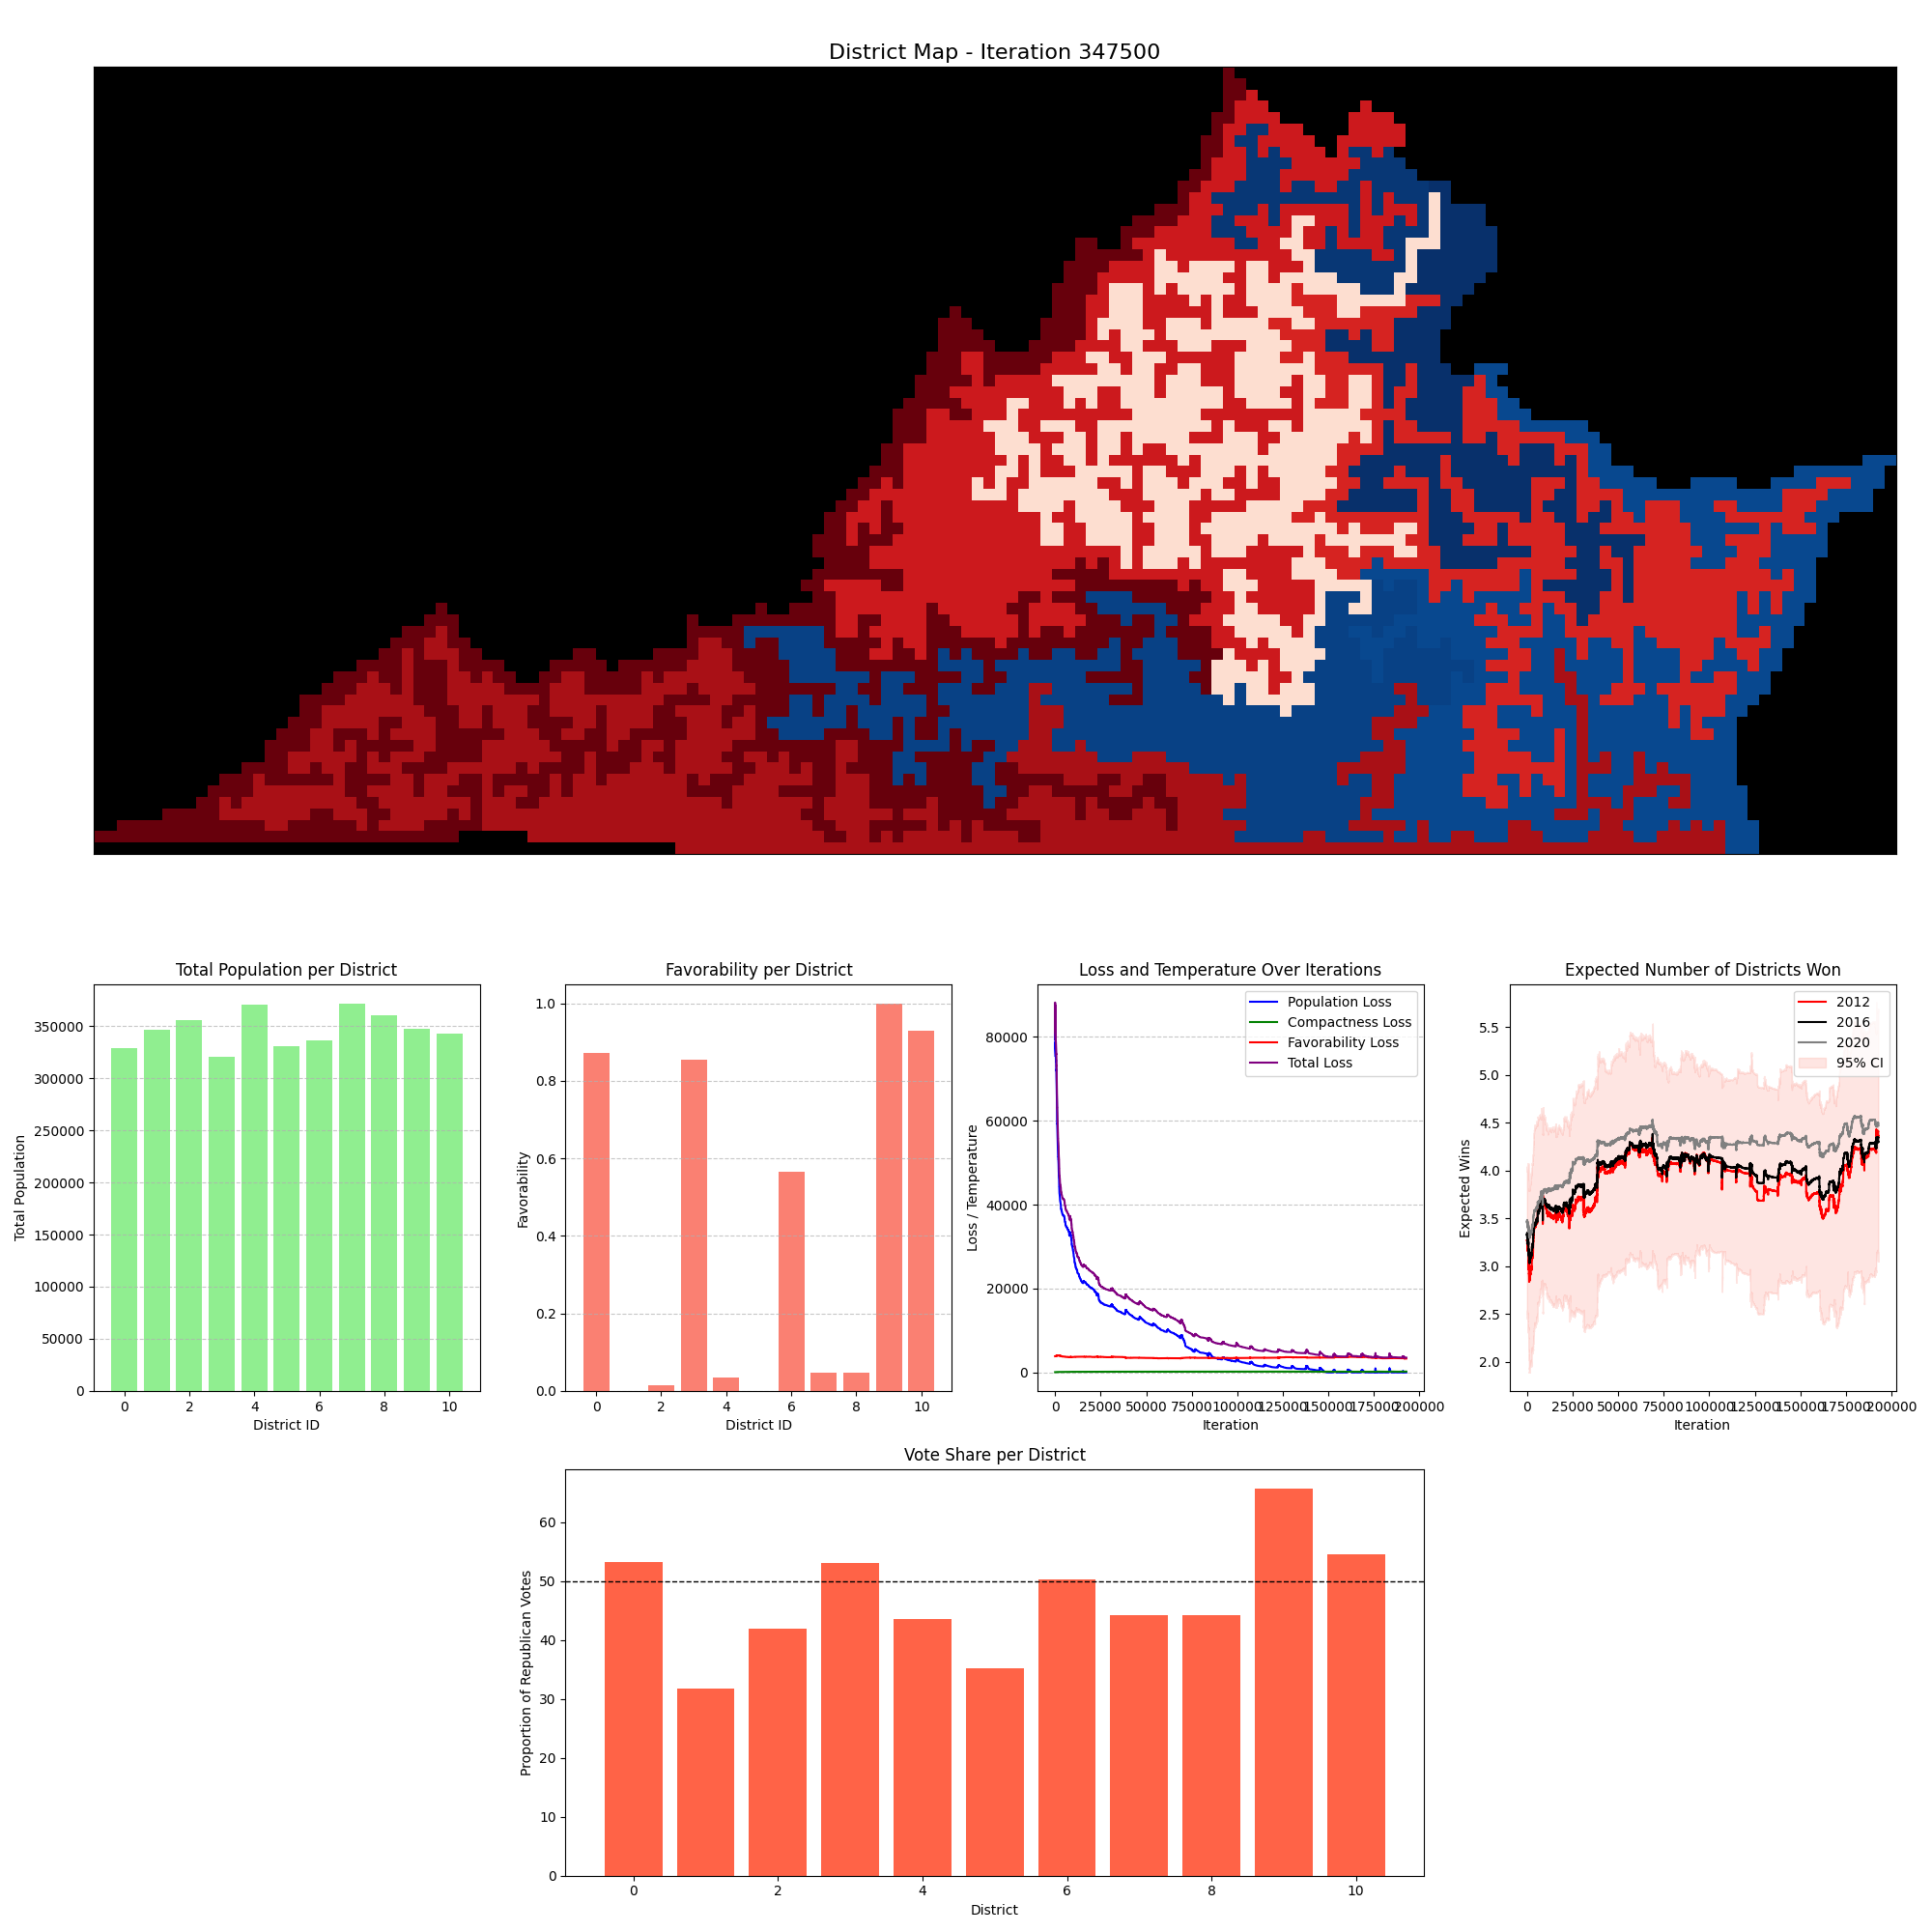 District Map - Iteration 347500
Total Population per District
Total Population
350000
300000
250000
200000
150000
100000
50000
0
0 2 4 6 8 10
District ID
Favorability per District
Favorability
1.0
0.8
0.6
0.4
0.2
0.0
0 2 4 6 8 10
District ID
Loss and Temperature Over Iterations
Loss / Temperature
80000
60000
40000
20000
0
Population Loss
Compactness Loss
Favorability Loss
Total Loss
0 25000 50000 75000 100000 125000 150000 175000 200000
Iteration
Expected Number of Districts Won
Expected Wins
5.5
5.0
4.5
4.0
3.5
3.0
2.5
2.0
2012
2016
2020
95% CI
0 25000 50000 75000 100000 125000 150000 175000 200000
Iteration
Vote Share per District
Proportion of Republican Votes
60
50
40
30
20
10
0
0 2 4 6 8 10
District